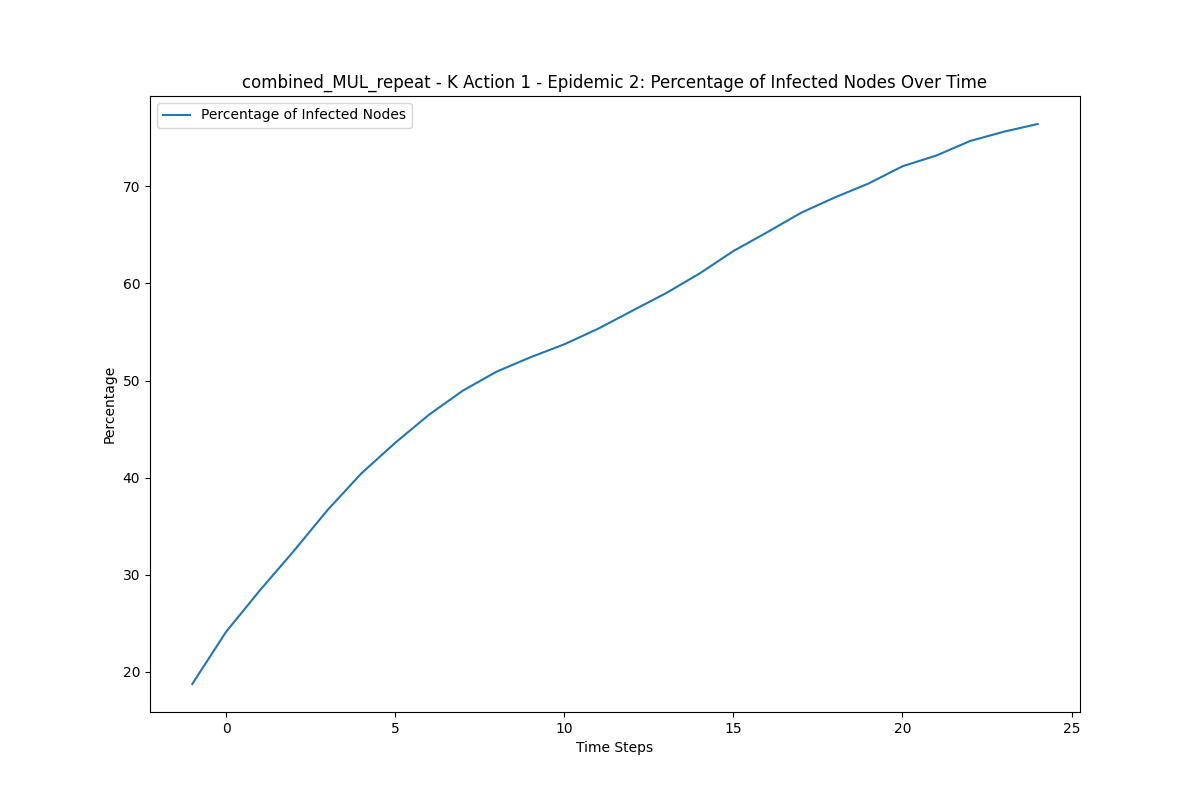 combined_MUL_repeat - K Action 1 - Epidemic 2: Percentage of Infected Nodes Over Time
Percentage of Infected Nodes
70
60
50
40
30
20
Percentage
0 5 10 15 20 25
Time Steps